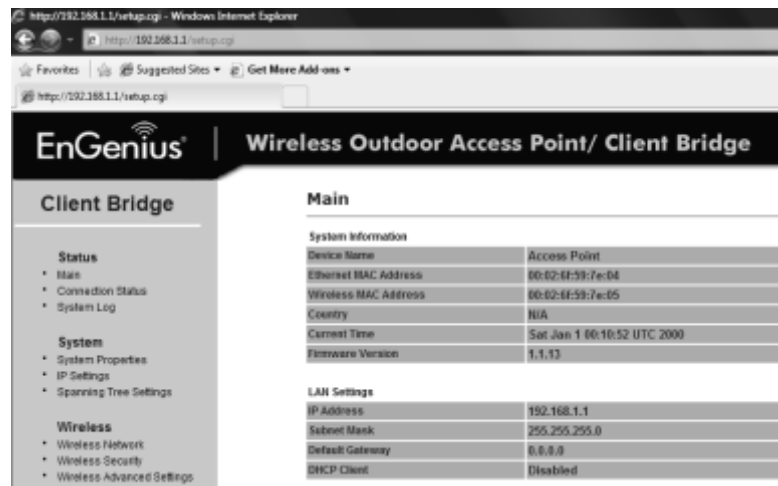 http://192.168.1.1/setup.cgi - Windows Internet Explorer
http://192.168.1.1/setup.cgi
Favorites Suggested Sites Get More Add-ons
http://192.168.1.1/setup.cgi
EnGenius Wireless Outdoor Access Point/ Client Bridge
Client Bridge
Status
Main
Connection Status
System Log
System
System Properties
IP Settings
Spanning Tree Settings
Wireless
Wireless Network
Wireless Security
Wireless Advanced Settings
Main
System Information
Device Name Access Point
Ethernet MAC Address 00:02:6f:59:7e:04
Wireless MAC Address 00:02:6f:59:7e:05
Country N/A
Current Time Sat Jan 1 00:10:52 UTC 2000
Firmware Version 1.1.13
LAN Settings
IP Address 192.168.1.1
Subnet Mask 255.255.255.0
Default Gateway 0.0.0.0
DHCP Client Disabled